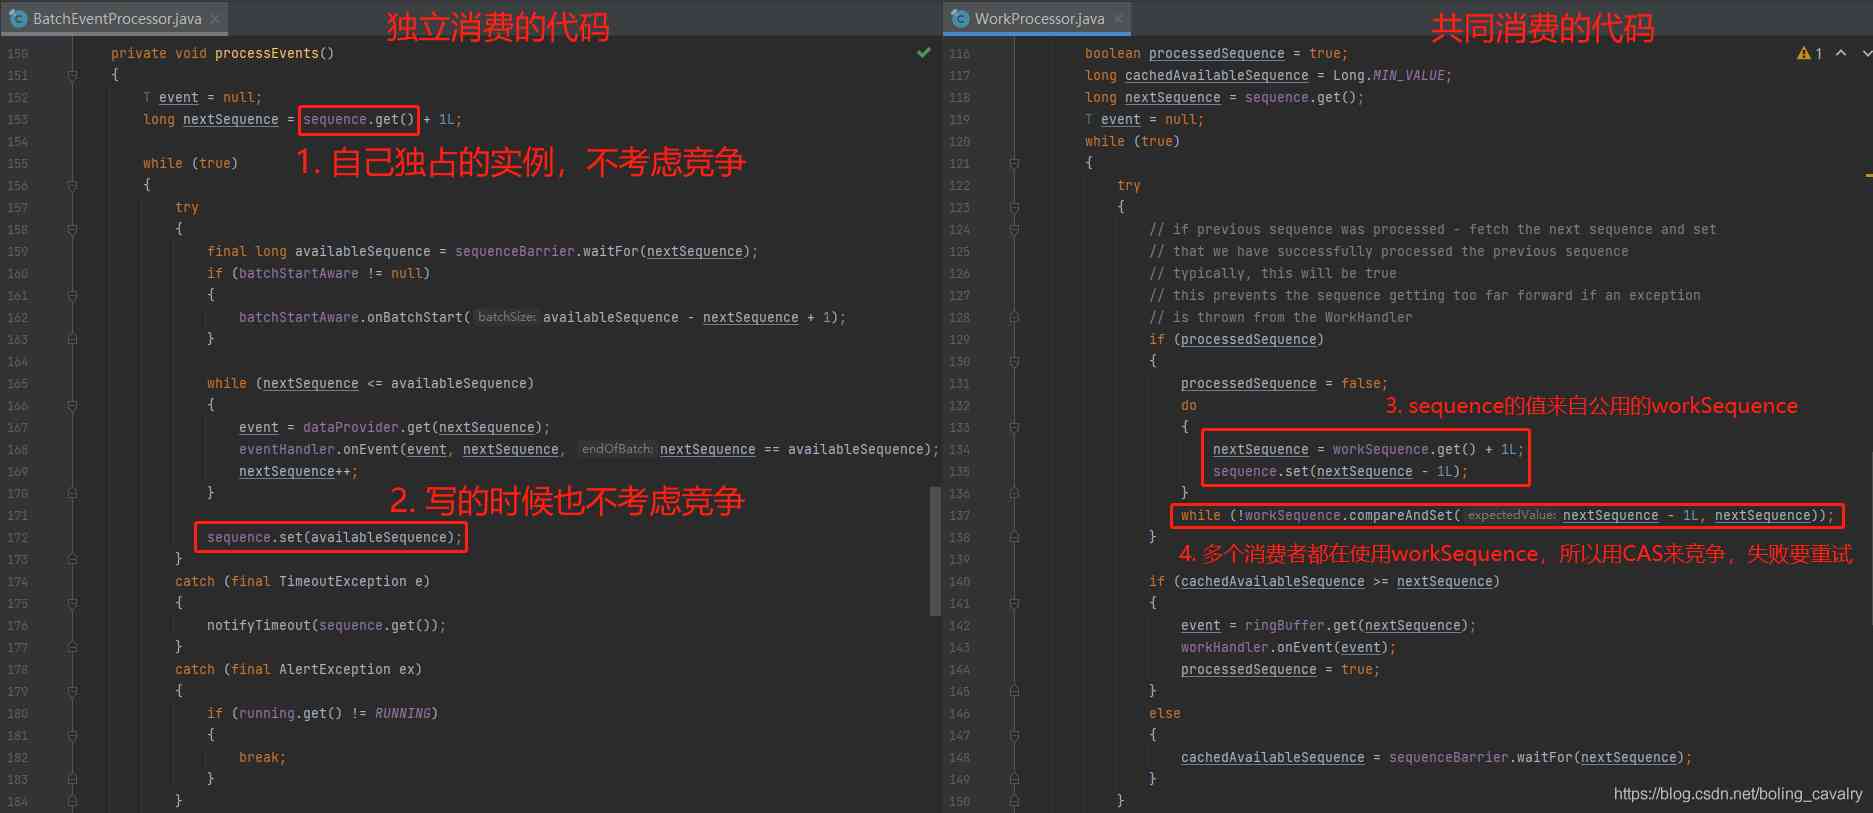 BatchEventProcessor.java
独立消费的代码
150 private void processEvents()
151 {
152 T event = null;
153 long nextSequence = sequence.get() + 1L;
154
1. 自己独占的实例，不考虑竞争
155 while (true)
156 {
157 try
158 {
159 final long availableSequence = sequenceBarrier.waitFor(nextSequence);
160 if (batchStartAware != null)
161 {
162 batchStartAware.onBatchStart( batchSize: availableSequence - nextSequence + 1);
163 }
164
165 while (nextSequence <= availableSequence)
166 {
167 event = dataProvider.get(nextSequence);
168 eventHandler.onEvent(event, nextSequence, endOfBatch: nextSequence == availableSequence);
169 nextSequence++;
170 }
2. 写的时候也不考虑竞争
171
172 sequence.set(availableSequence);
173 }
174 catch (final TimeoutException e)
175 {
176 notifyTimeout(sequence.get());
177 }
178 catch (final AlertException ex)
179 {
180 if (running.get() != RUNNING)
181 {
182 break;
183 }
184 }
WorkProcessor.java
共同消费的代码
1
116 boolean processedSequence = true;
117 long cachedAvailableSequence = Long.MIN_VALUE;
118 long nextSequence = sequence.get();
119 T event = null;
120 while (true)
121 {
122 try
123 {
124 // if previous sequence was processed - fetch the next sequence and set
125 // that we have successfully processed the previous sequence
126 // typically, this will be true
127 // this prevents the sequence getting too far forward if an exception
128 // is thrown from the WorkHandler
129 if (processedSequence)
130 {
131 processedSequence = false;
132 do
3. sequence的值来自公用的workSequence
133 {
134 nextSequence = workSequence.get() + 1L;
135 sequence.set(nextSequence - 1L);
136 }
137 while (!workSequence.compareAndSet( expectedValue: nextSequence - 1L, nextSequence));
138 }
4. 多个消费者都在使用workSequence，所以用CAS来竞争，失败要重试
139
140 if (cachedAvailableSequence >= nextSequence)
141 {
142 event = ringBuffer.get(nextSequence);
143 workHandler.onEvent(event);
144 processedSequence = true;
145 }
146 else
147 {
148 cachedAvailableSequence = sequenceBarrier.waitFor(nextSequence);
149 }
150 }
https://blog.csdn.net/boling_cavalry